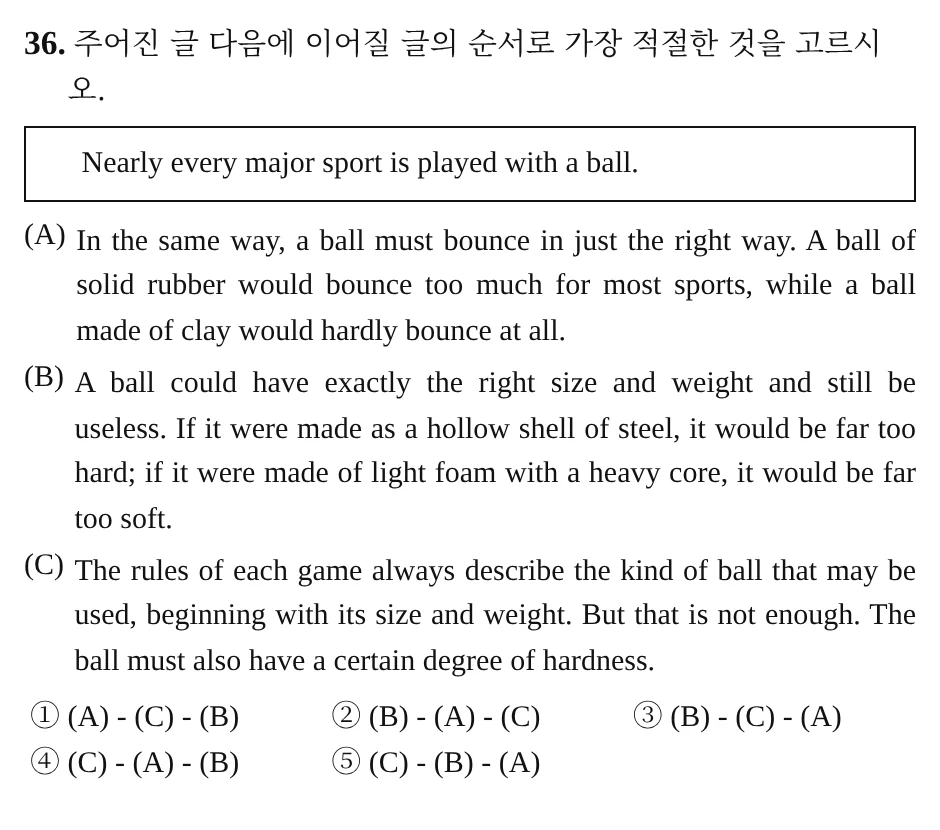 36. 주어진 글 다음에 이어질 글의 순서로 가장 적절한 것을 고르시
오.
Nearly every major sport is played with a ball.
(A) In the same way, a ball must bounce in just the right way. A ball of
solid rubber would bounce too much for most sports, while a ball
made of clay would hardly bounce at all.
(B) A ball could have exactly the right size and weight and still be
useless. If it were made as a hollow shell of steel, it would be far too
hard; if it were made of light foam with a heavy core, it would be far
too soft.
(C) The rules of each game always describe the kind of ball that may be
used, beginning with its size and weight. But that is not enough. The
ball must also have a certain degree of hardness.
① (A) - (C) - (B) ② (B) - (A) - (C) ③ (B) - (C) - (A)
④ (C) - (A) - (B) ⑤ (C) - (B) - (A)